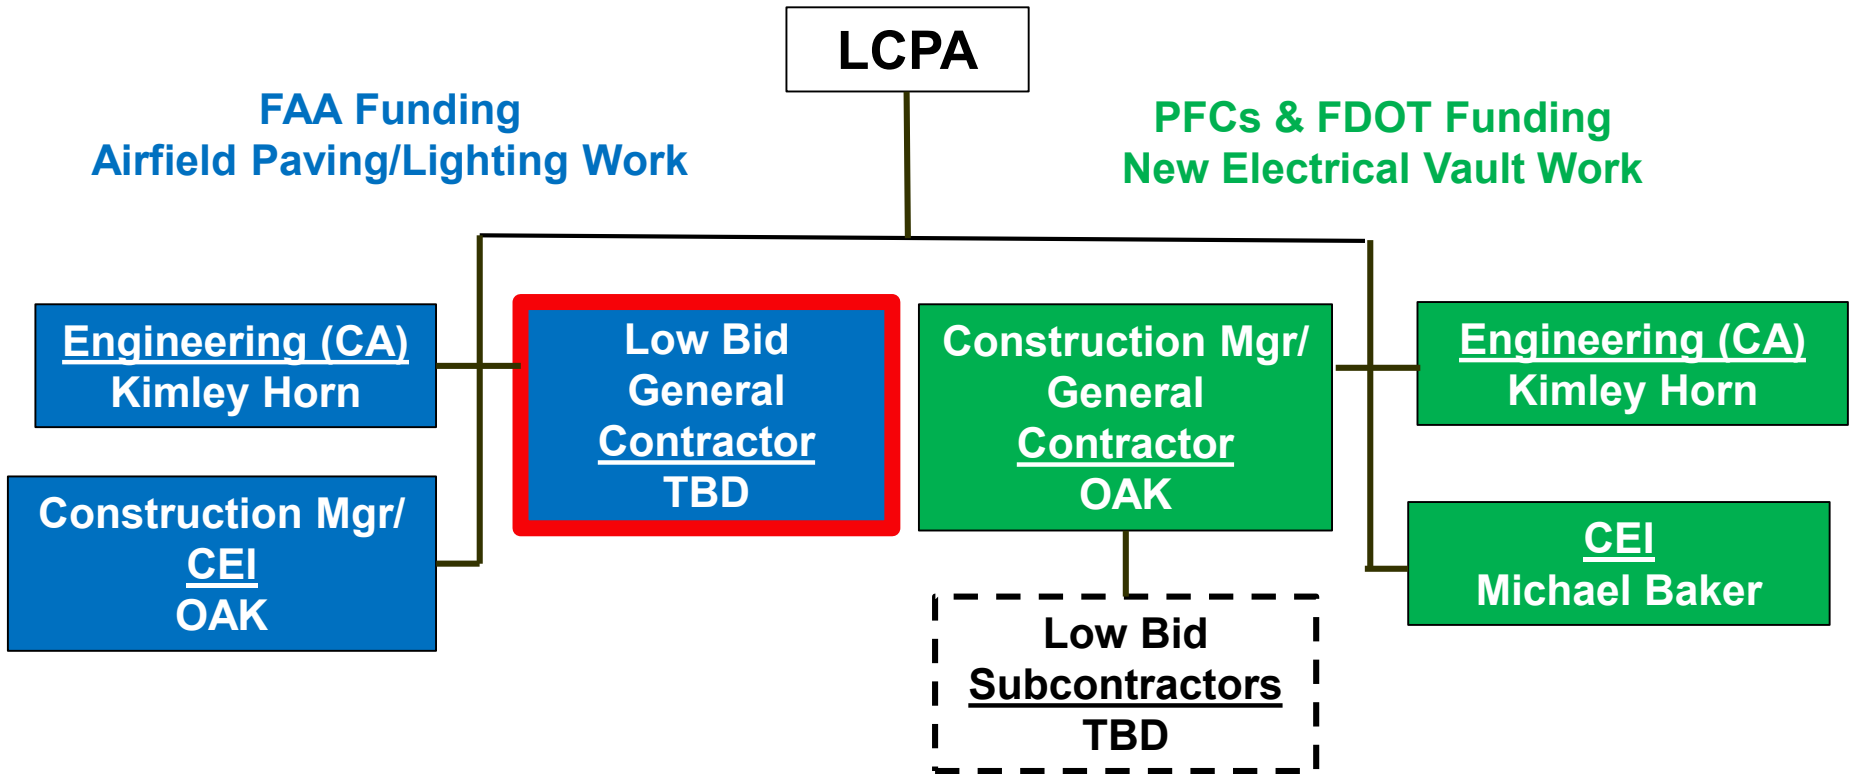 LCPA
FAA Funding
Airfield Paving/Lighting Work
PFCs & FDOT Funding
New Electrical Vault Work
Engineering (CA)
Kimley Horn
Construction Mgr/
CEI
OAK
Low Bid
General
Contractor
TBD
Construction Mgr/
General
Contractor
OAK
Low Bid
Subcontractors
TBD
Engineering (CA)
Kimley Horn
CEI
Michael Baker